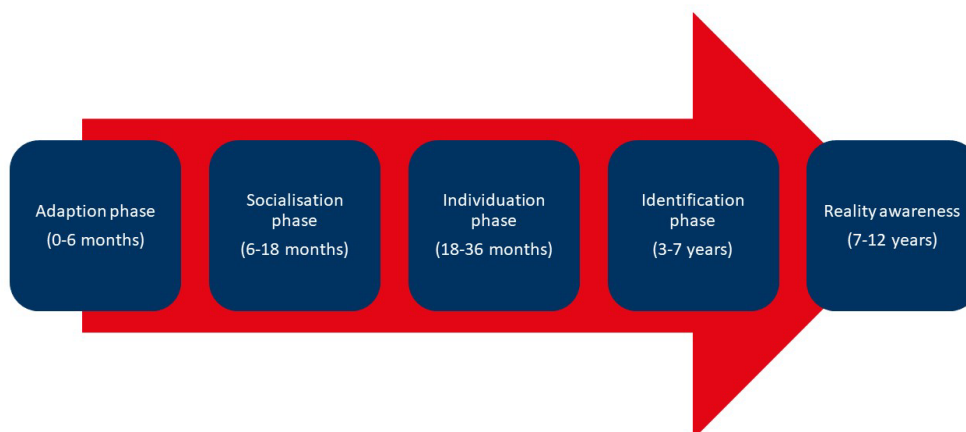 Adaption phase
(0-6 months)
Socialisation
phase
(6-18 months)
Individuation
phase
(18-36 months)
Identification
phase
(3-7 years)
Reality awareness
(7-12 years)